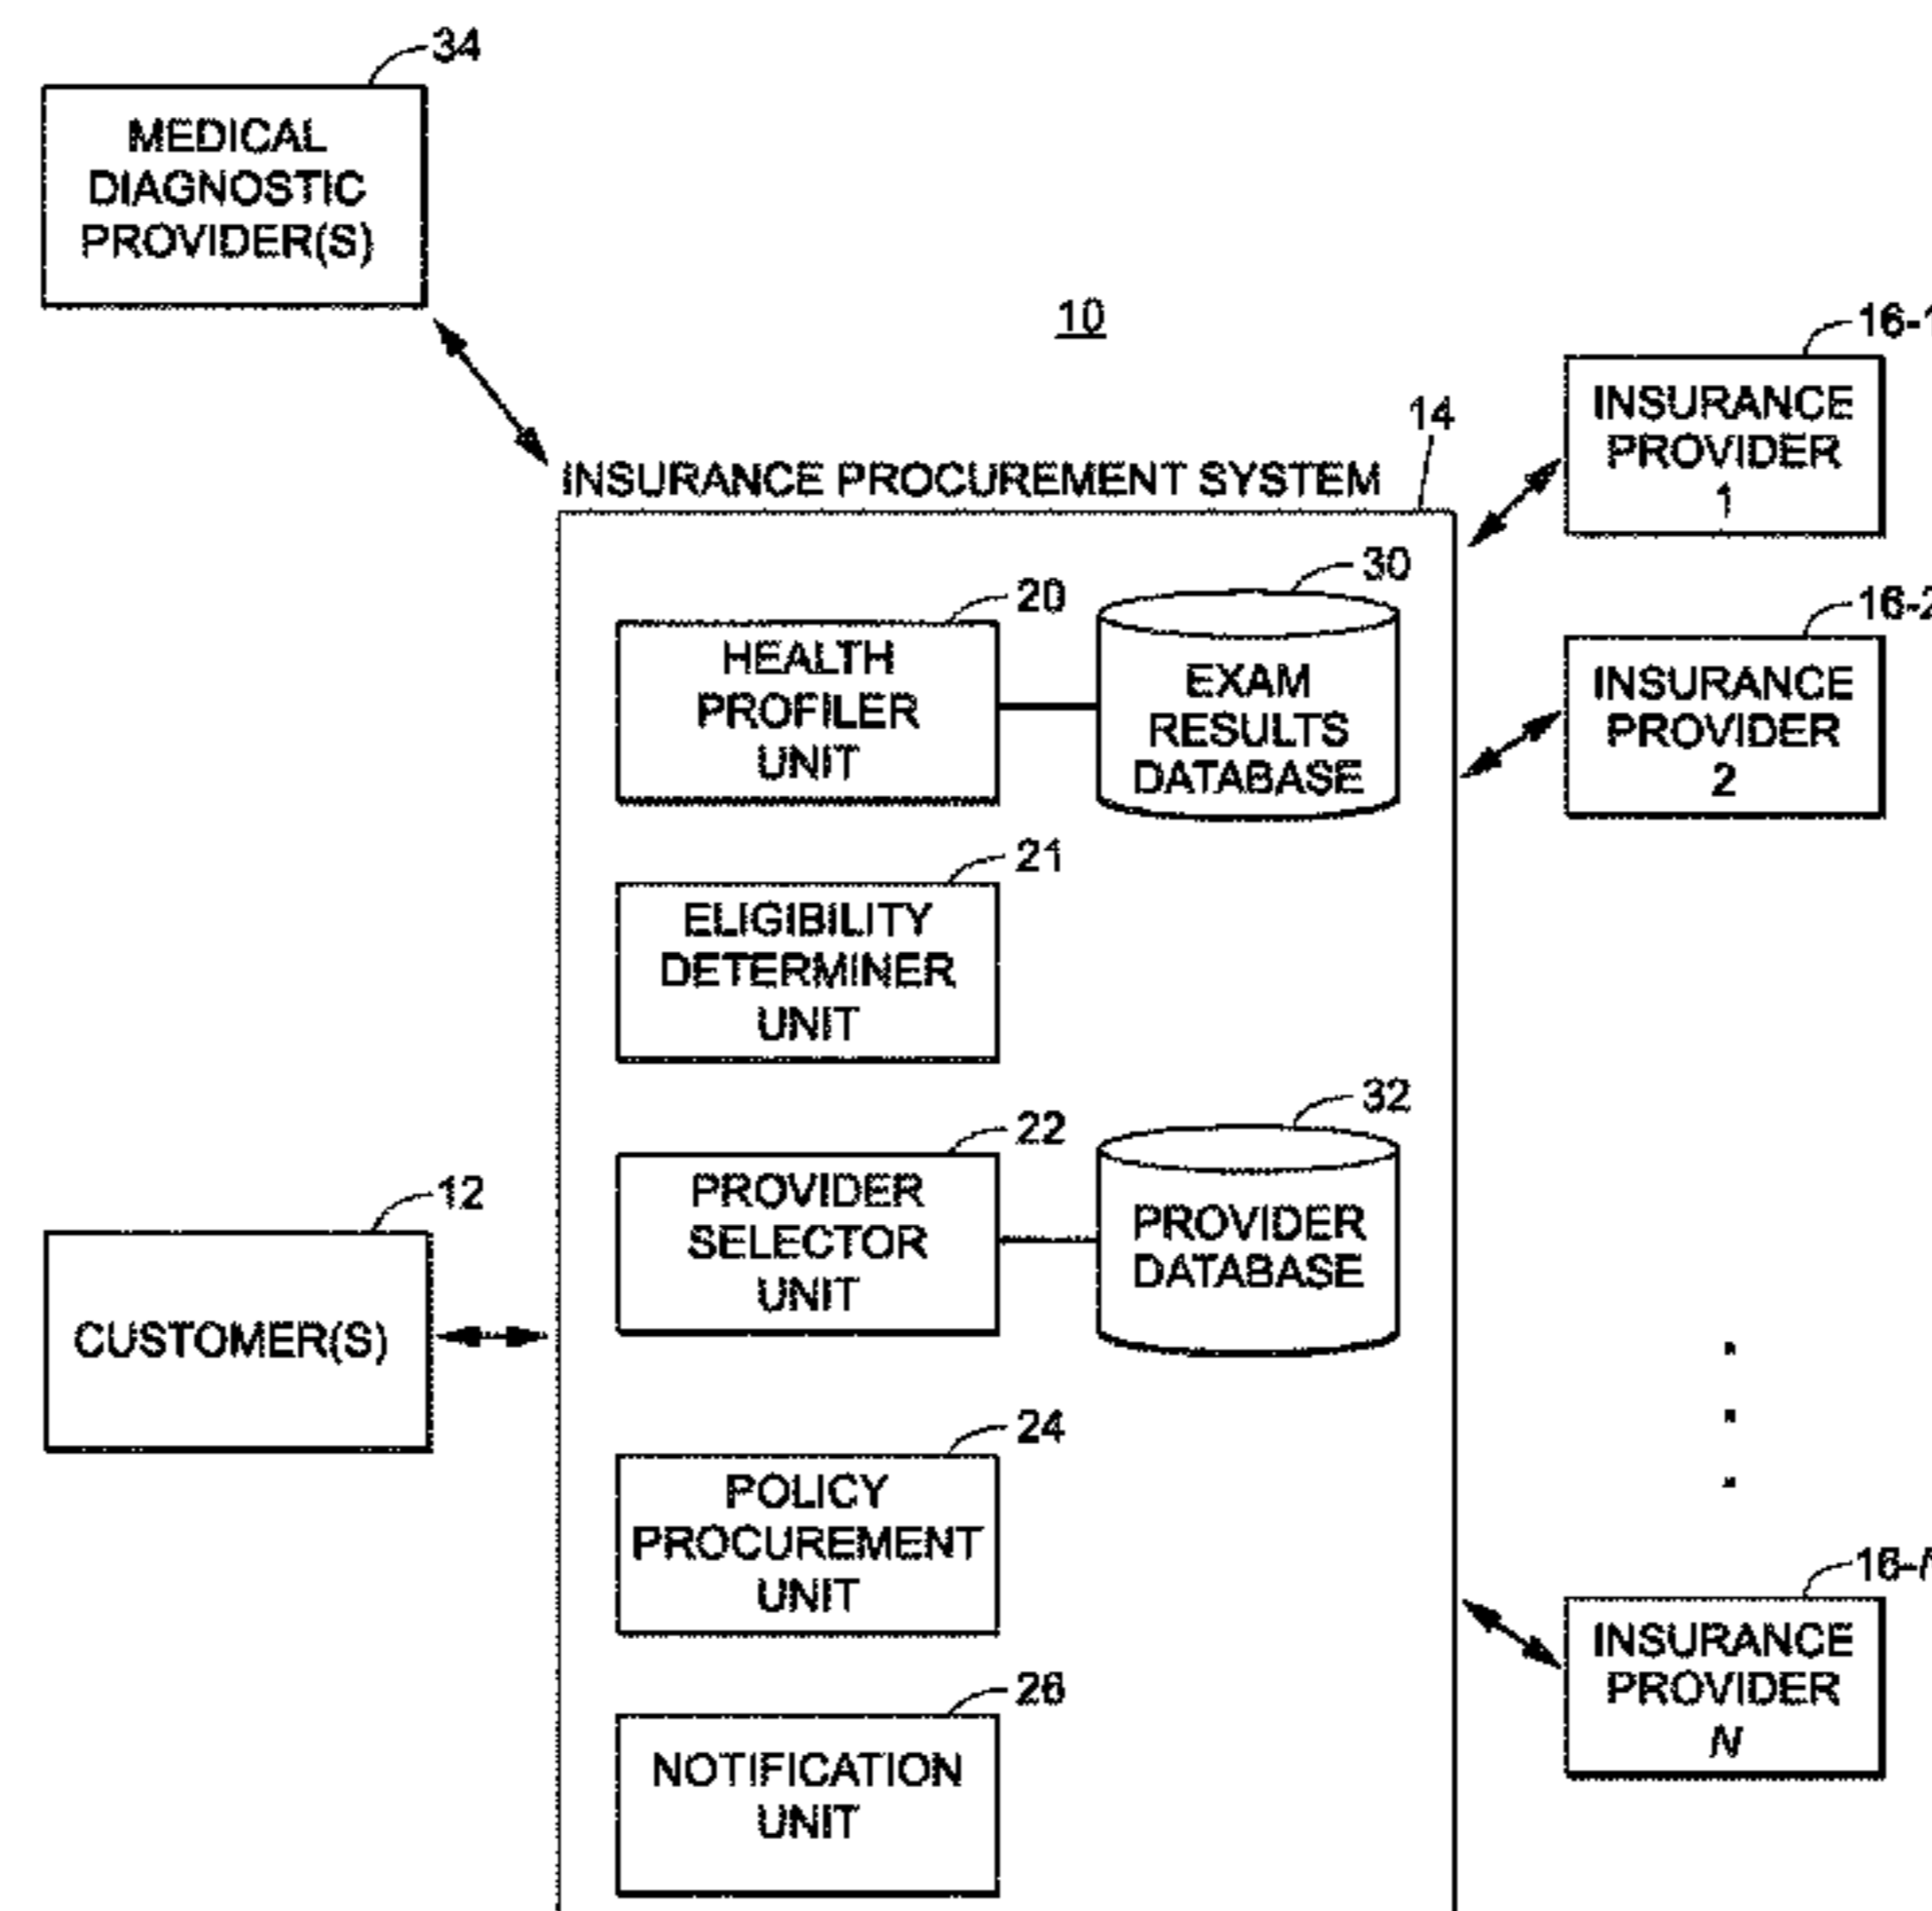 34
MEDICAL
DIAGNOSTIC
PROVIDER(S)
10
16-1
INSURANCE
PROVIDER
1
14
INSURANCE PROCUREMENT SYSTEM
30
20
HEALTH
PROFILER
UNIT
EXAM
RESULTS
DATABASE
16-2
INSURANCE
PROVIDER
2
21
ELIGIBILITY
DETERMINER
UNIT
32
22
PROVIDER
SELECTOR
UNIT
PROVIDER
DATABASE
12
CUSTOMER(S)
24
POLICY
PROCUREMENT
UNIT
16-N
INSURANCE
PROVIDER
N
26
NOTIFICATION
UNIT